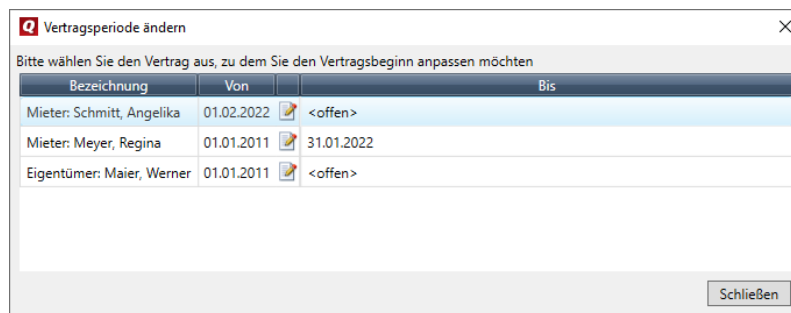 Vertragsperiode ändern
Bitte wählen Sie den Vertrag aus, zu dem Sie den Vertragsbeginn anpassen möchten
Bezeichnung Von Bis
Mieter: Schmitt, Angelika 01.02.2022 <offen>
Mieter: Meyer, Regina 01.01.2011 31.01.2022
Eigentümer: Maier, Werner 01.01.2011 <offen>
Schließen